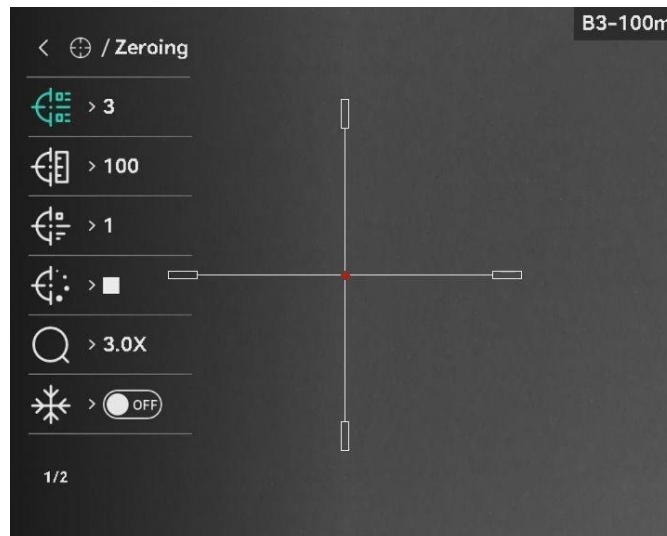 B3-100m
< / Zeroing
> 3
> 100
> 1
>
> 3.0X
> OFF
1/2